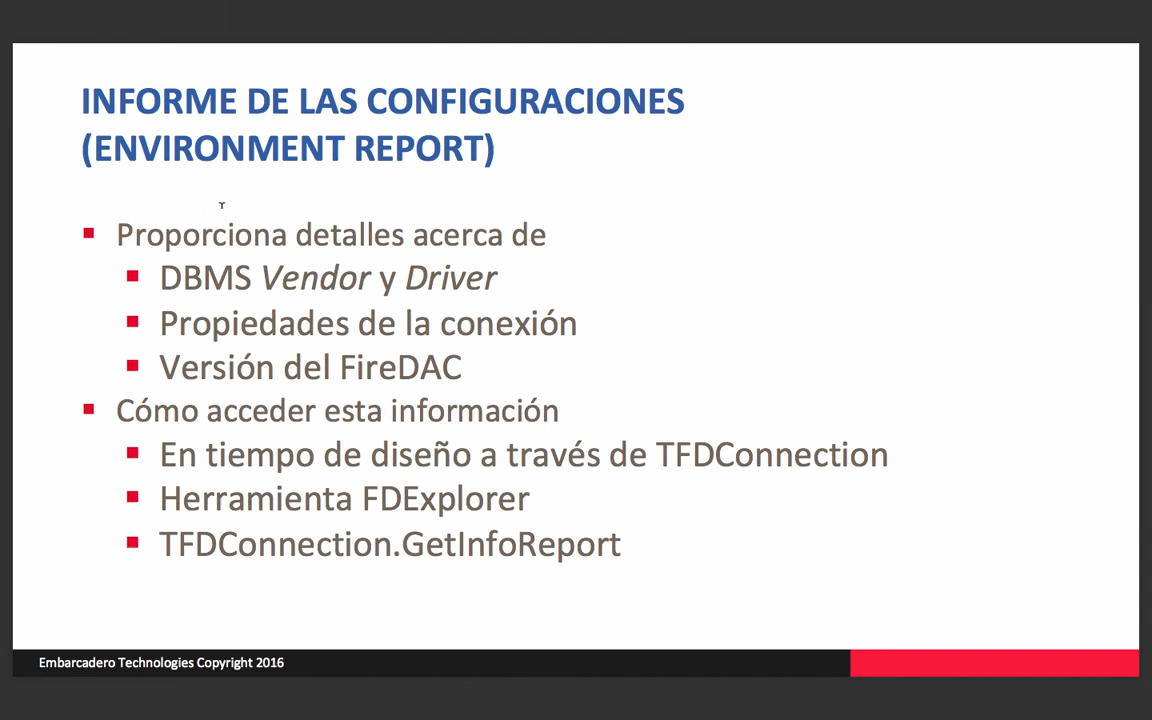 INFORME DE LAS CONFIGURACIONES
(ENVIRONMENT REPORT)
Proporciona detalles acerca de
DBMS Vendor y Driver
Propiedades de la conexión
Versión del FireDAC
Cómo acceder esta información
En tiempo de diseño a través de TFDConnection
Herramienta FDExplorer
TFDConnection.GetInfoReport
Embarcadero Technologies Copyright 2016